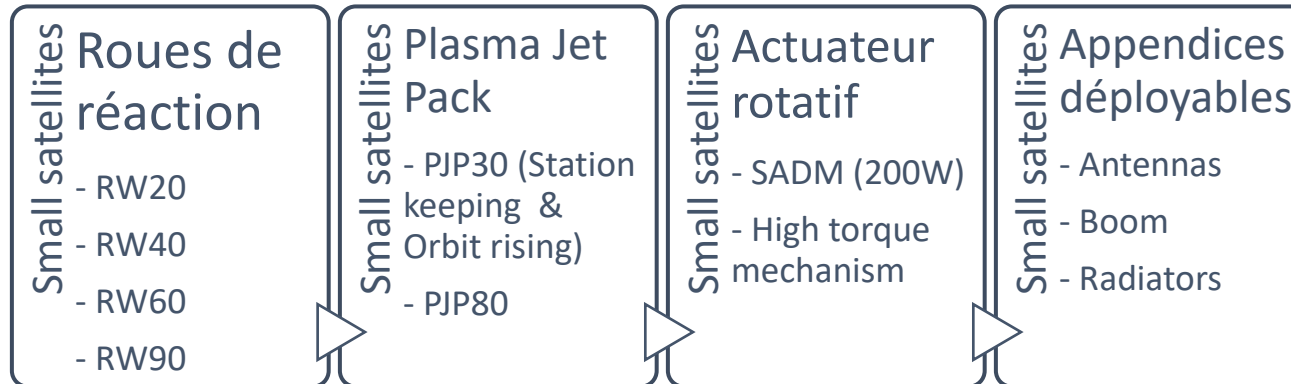 Small satellites
Roues de
réaction
- RW20
- RW40
- RW60
- RW90
Small satellites
Plasma Jet
Pack
- PJP30 (Station
keeping &
Orbit rising)
- PJP80
Small satellites
Actuateur
rotatif
- SADM (200W)
- High torque
mechanism
Small satellites
Appendices
déployables
- Antennas
- Boom
- Radiators